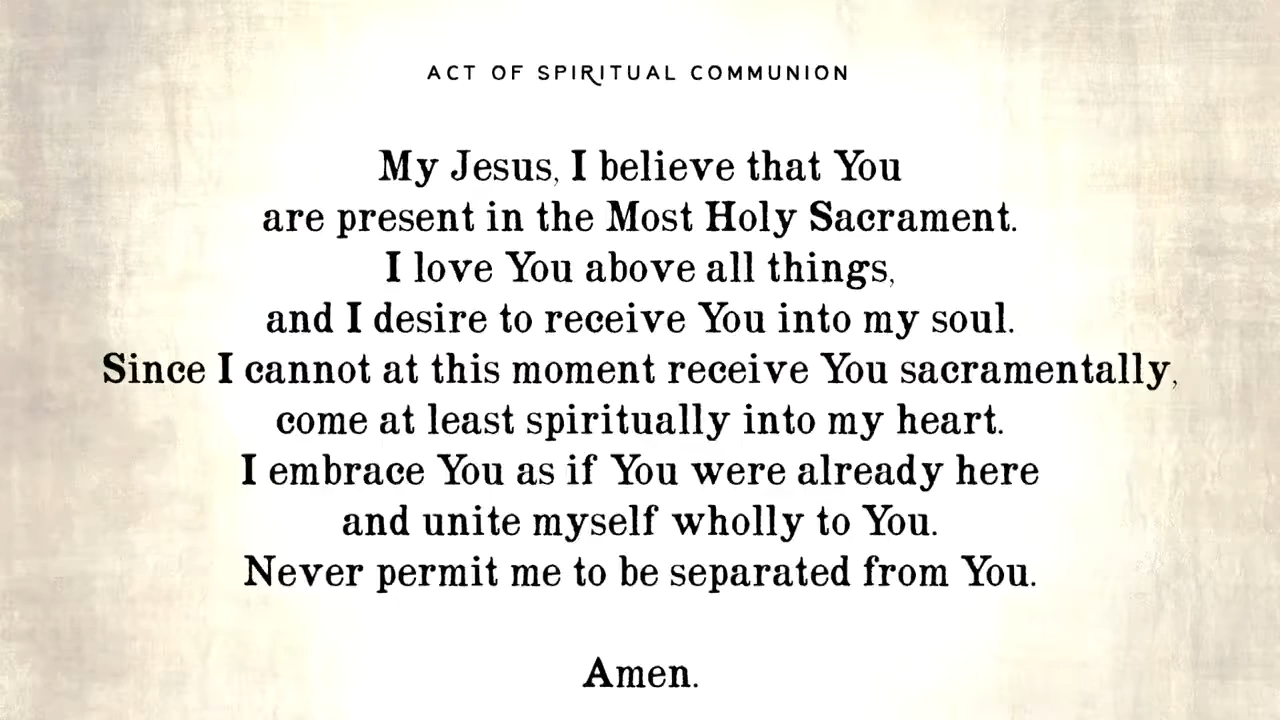 ACT OF SPIRITUAL COMMUNION
My Jesus, I believe that You
are present in the Most Holy Sacrament.
I love You above all things,
and I desire to receive You into my soul.
Since I cannot at this moment receive You sacramentally,
come at least spiritually into my heart.
I embrace You as if You were already here
and unite myself wholly to You.
Never permit me to be separated from You.
Amen.